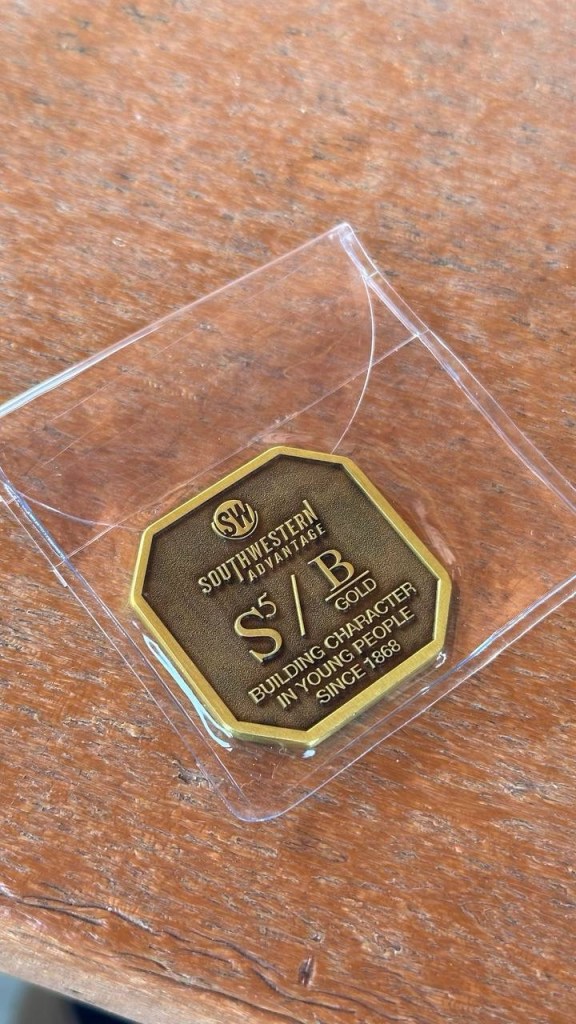 SW
SOUTHWESTERN
ADVANTAGE
S⁵ / B
GOLD
BUILDING CHARACTER
IN YOUNG PEOPLE
SINCE 1868